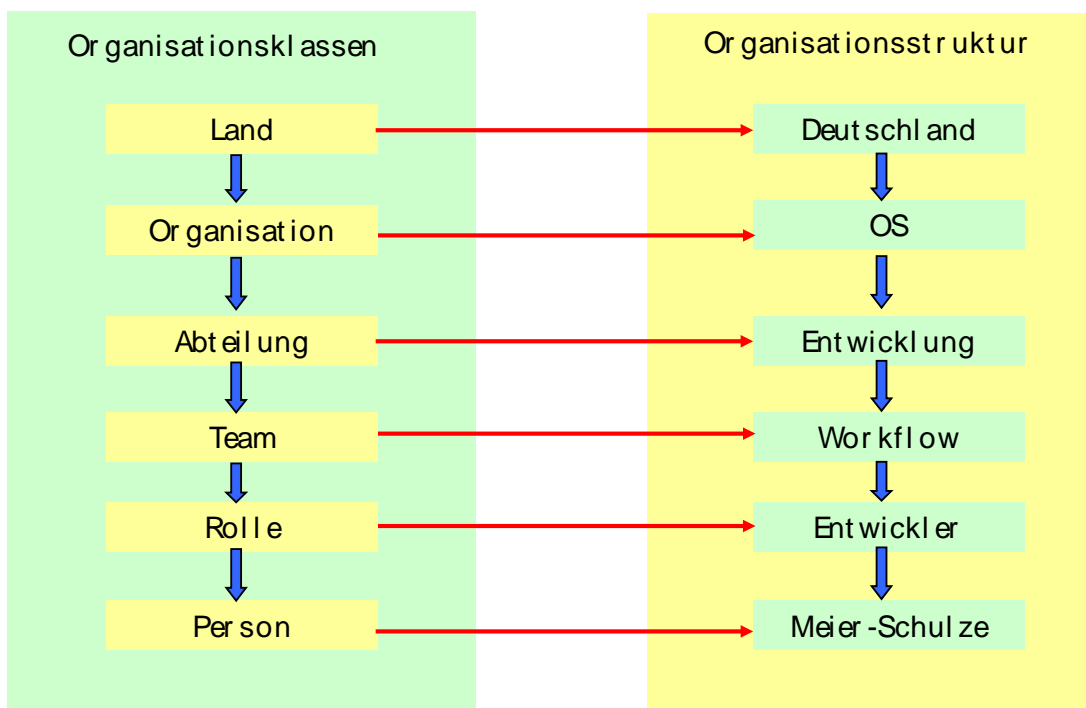 Organisationsklassen
Land
Organisation
Abteilung
Team
Rolle
Person
Organisationsstruktur
Deutschland
OS
Entwicklung
Workflow
Entwickler
Meier-Schulze